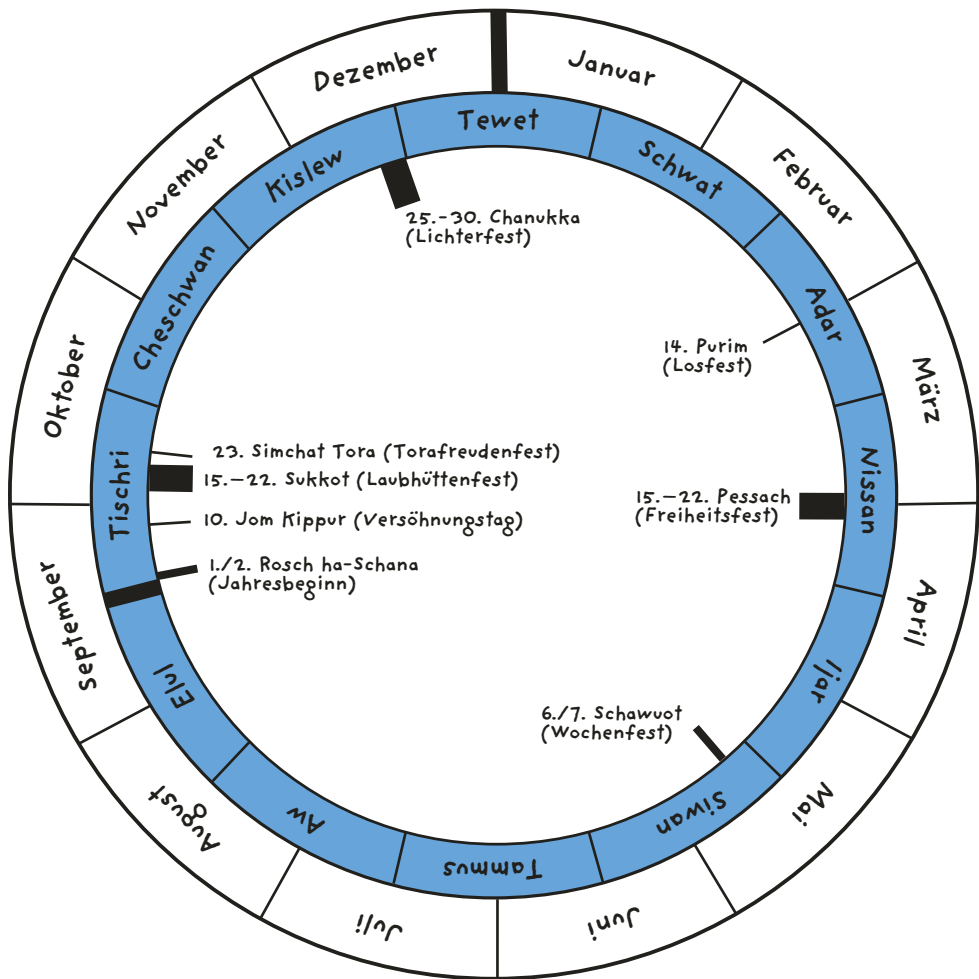 Januar
Februar
März
April
Mai
Juni
Juli
August
September
Oktober
November
Dezember
Tewet
Schwat
Adar
Nissan
Ijar
Siwan
Tammus
Aw
Elul
Tischri
Cheschwan
Kislew
25.-30. Chanukka
(Lichterfest)
14. Purim
(Losfest)
15.-22. Pessach
(Freiheitsfest)
6./7. Schawuot
(Wochenfest)
23. Simchat Tora (Torafreudenfest)
15.-22. Sukkot (Laubhüttenfest)
10. Jom Kippur (Versöhnungstag)
1./2. Rosch ha-Schana
(Jahresbeginn)